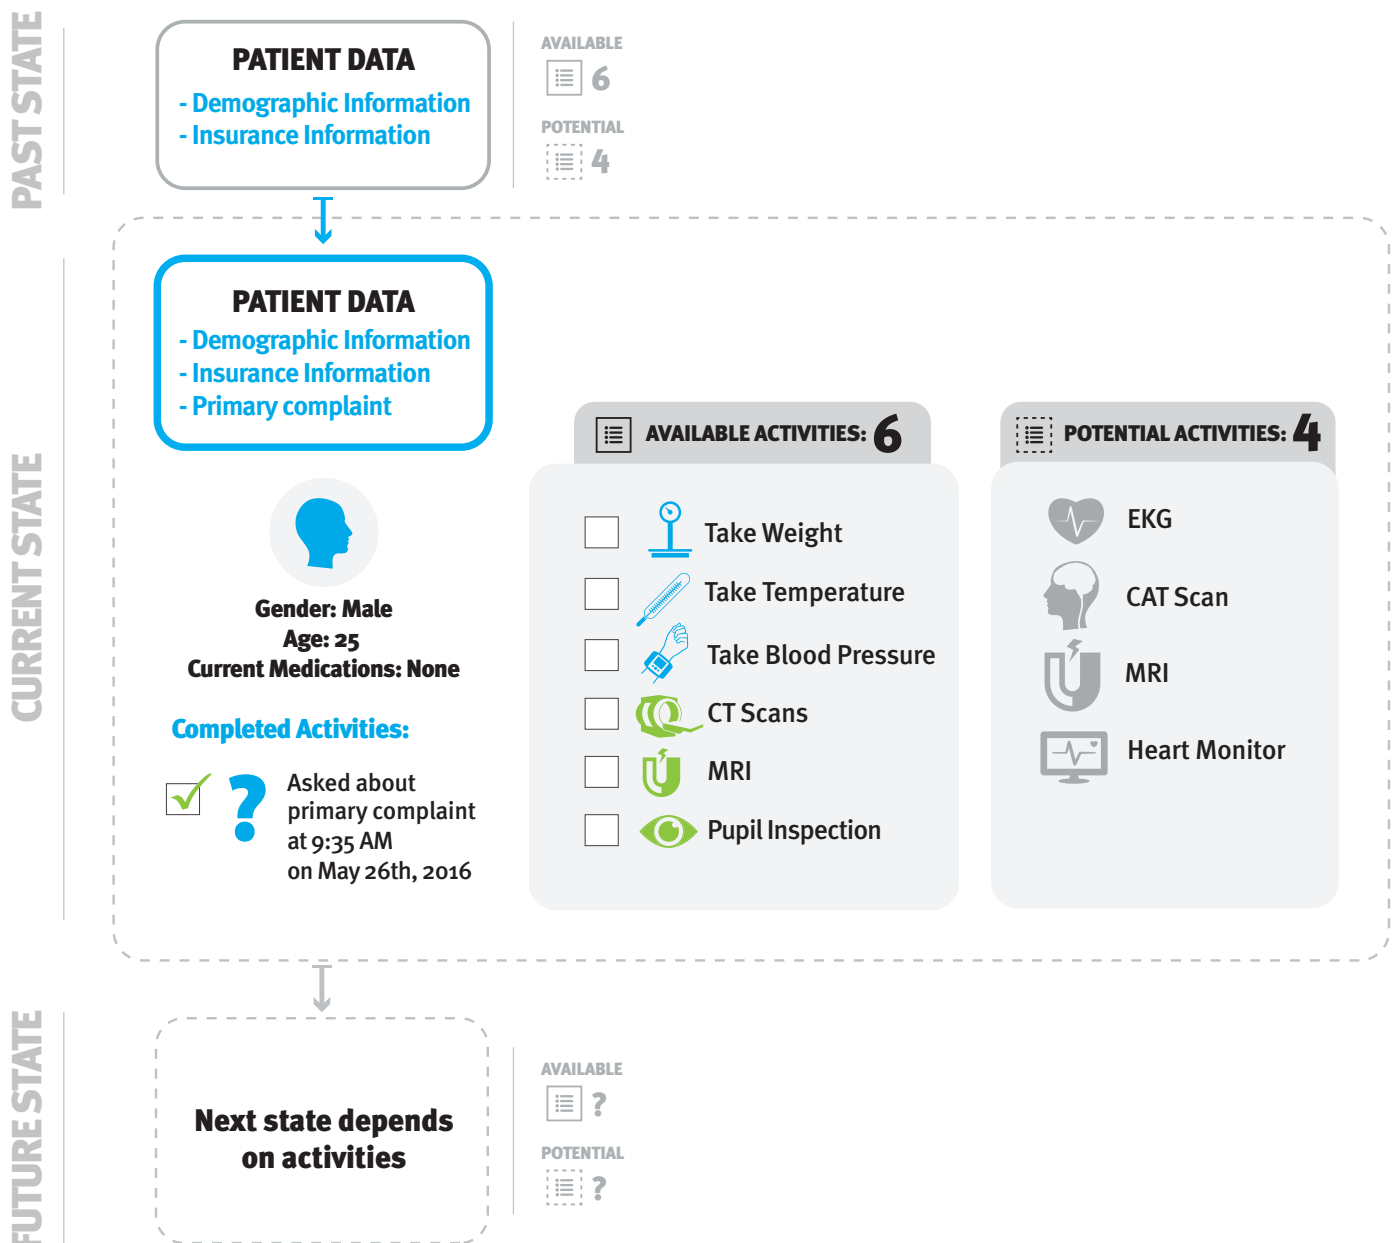 PAST STATE
PATIENT DATA
- Demographic Information
- Insurance Information
AVAILABLE
6
POTENTIAL
4
CURRENT STATE
PATIENT DATA
- Demographic Information
- Insurance Information
- Primary complaint
Gender: Male
Age: 25
Current Medications: None
Completed Activities:
?
Asked about
primary complaint
at 9:35 AM
on May 26th, 2016
AVAILABLE ACTIVITIES: 6
Take Weight
Take Temperature
Take Blood Pressure
CT Scans
MRI
Pupil Inspection
POTENTIAL ACTIVITIES: 4
EKG
CAT Scan
MRI
Heart Monitor
FUTURE STATE
Next state depends
on activities
AVAILABLE
?
POTENTIAL
?